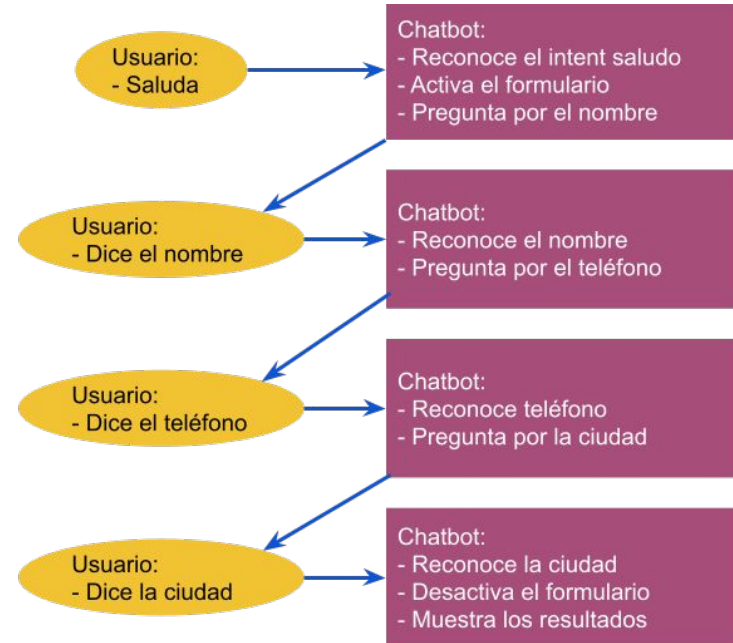 Usuario:
- Saluda
Chatbot:
- Reconoce el intent saludo
- Activa el formulario
- Pregunta por el nombre
Usuario:
- Dice el nombre
Chatbot:
- Reconoce el nombre
- Pregunta por el teléfono
Usuario:
- Dice el teléfono
Chatbot:
- Reconoce teléfono
- Pregunta por la ciudad
Usuario:
- Dice la ciudad
Chatbot:
- Reconoce la ciudad
- Desactiva el formulario
- Muestra los resultados